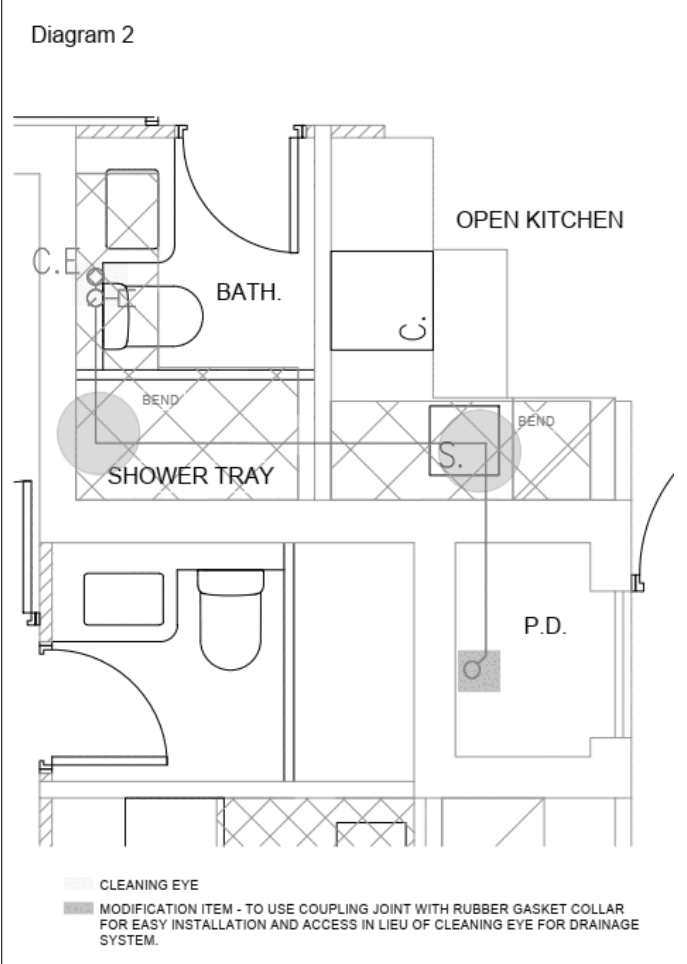 Diagram 2
OPEN KITCHEN
C.E
BATH.
C.
BEND
BEND
S.
SHOWER TRAY
P.D.
CLEANING EYE
MODIFICATION ITEM - TO USE COUPLING JOINT WITH RUBBER GASKET COLLAR
FOR EASY INSTALLATION AND ACCESS IN LIEU OF CLEANING EYE FOR DRAINAGE
SYSTEM.